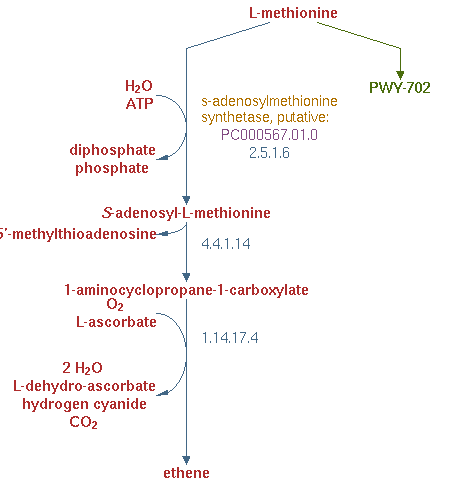 L-methionine
H₂O
ATP
PWY-702
s-adenosylmethionine
synthetase, putative:
PC000567.01.0
2.5.1.6
diphosphate
phosphate
S-adenosyl-L-methionine
5'-methylthioadenosine
4.4.1.14
1-aminocyclopropane-1-carboxylate
O₂
L-ascorbate
1.14.17.4
2 H₂O
L-dehydro-ascorbate
hydrogen cyanide
CO₂
ethene